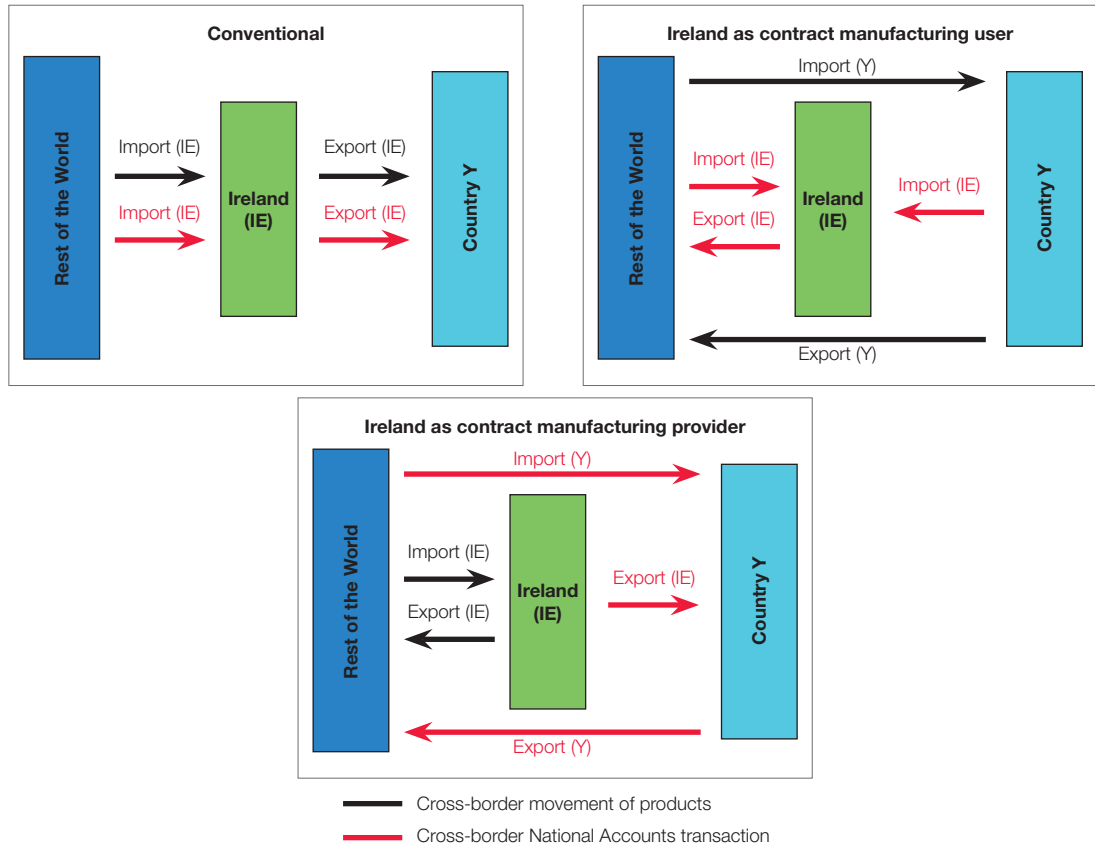 Conventional
Rest of the World
Import (IE)
Import (IE)
Ireland
(IE)
Export (IE)
Export (IE)
Country Y
Ireland as contract manufacturing user
Rest of the World
Import (Y)
Import (IE)
Export (IE)
Ireland
(IE)
Import (IE)
Export (Y)
Country Y
Ireland as contract manufacturing provider
Rest of the World
Import (Y)
Import (IE)
Export (IE)
Ireland
(IE)
Export (IE)
Export (Y)
Country Y
Cross-border movement of products
Cross-border National Accounts transaction